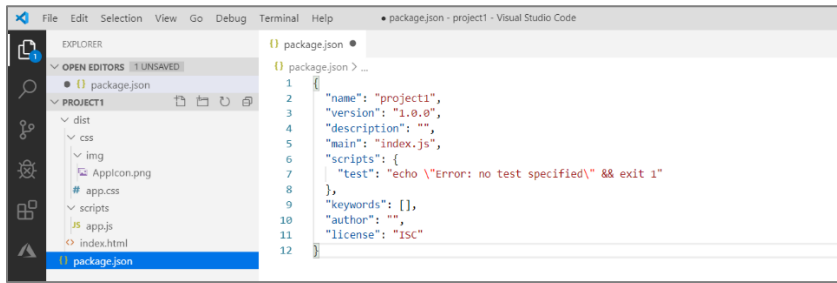 File Edit Selection View Go Debug Terminal Help ● package.json - project1 - Visual Studio Code
EXPLORER
OPEN EDITORS 1 UNSAVED
● {} package.json
PROJECT1
dist
css
img
AppIcon.png
# app.css
scripts
JS app.js
<> index.html
{} package.json
1
{} package.json ●
{} package.json > ...
1 {
2 "name": "project1",
3 "version": "1.0.0",
4 "description": "",
5 "main": "index.js",
6 "scripts": {
7 "test": "echo \"Error: no test specified\" && exit 1"
8 },
9 "keywords": [],
10 "author": "",
11 "license": "ISC"
12 }